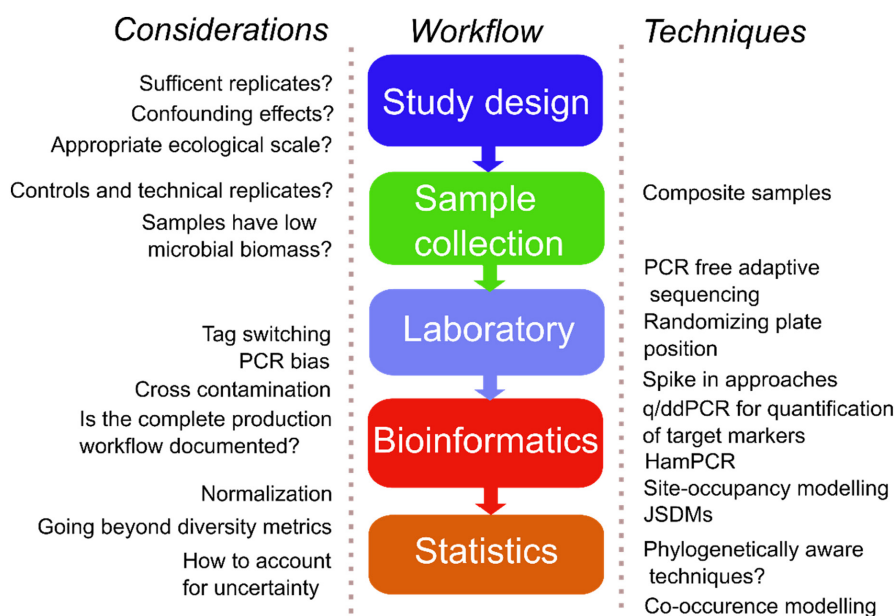 Considerations
Workflow
Techniques
Sufficent replicates?
Confounding effects?
Appropriate ecological scale?
Study design
Controls and technical replicates?
Samples have low
microbial biomass?
Sample
collection
Composite samples
PCR free adaptive
sequencing
Tag switching
PCR bias
Cross contamination
Laboratory
Randomizing plate
position
Spike in approaches
Is the complete production
workflow documented?
Bioinformatics
q/ddPCR for quantification
of target markers
HamPCR
Normalization
Going beyond diversity metrics
How to account
for uncertainty
Statistics
Site-occupancy modelling
JSDMs
Phylogenetically aware
techniques?
Co-occurence modelling